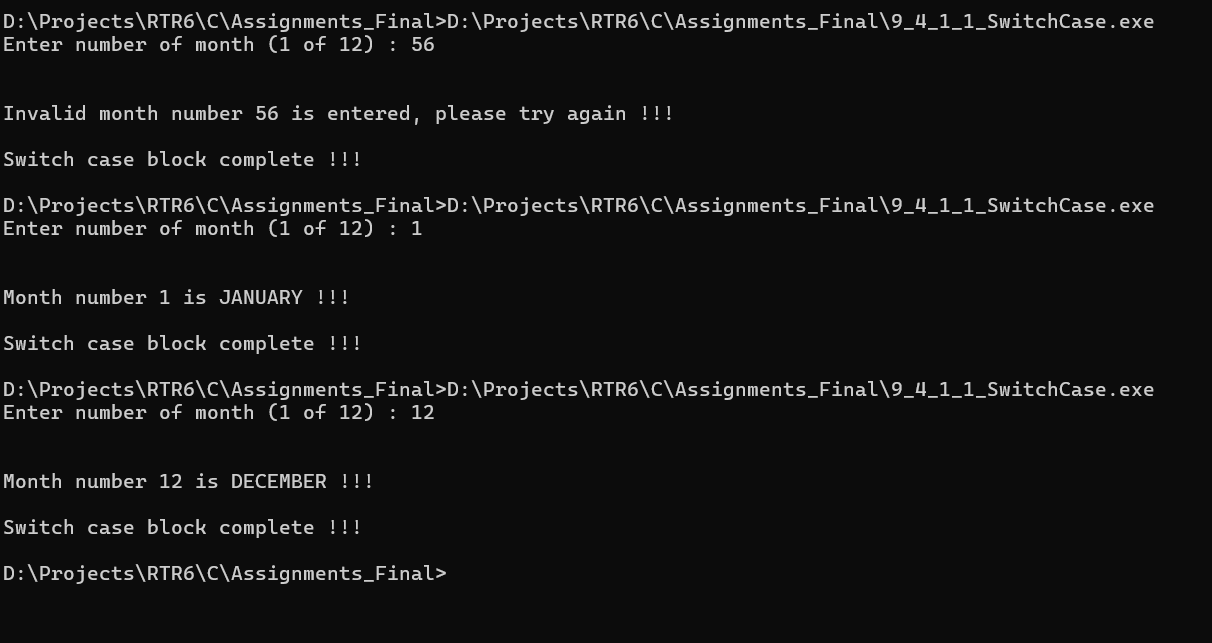 D:\Projects\RTR6\C\Assignments_Final>D:\Projects\RTR6\C\Assignments_Final\9_4_1_1_SwitchCase.exe
Enter number of month (1 of 12) : 56
Invalid month number 56 is entered, please try again !!!
Switch case block complete !!!
D:\Projects\RTR6\C\Assignments_Final>D:\Projects\RTR6\C\Assignments_Final\9_4_1_1_SwitchCase.exe
Enter number of month (1 of 12) : 1
Month number 1 is JANUARY !!!
Switch case block complete !!!
D:\Projects\RTR6\C\Assignments_Final>D:\Projects\RTR6\C\Assignments_Final\9_4_1_1_SwitchCase.exe
Enter number of month (1 of 12) : 12
Month number 12 is DECEMBER !!!
Switch case block complete !!!
D:\Projects\RTR6\C\Assignments_Final>